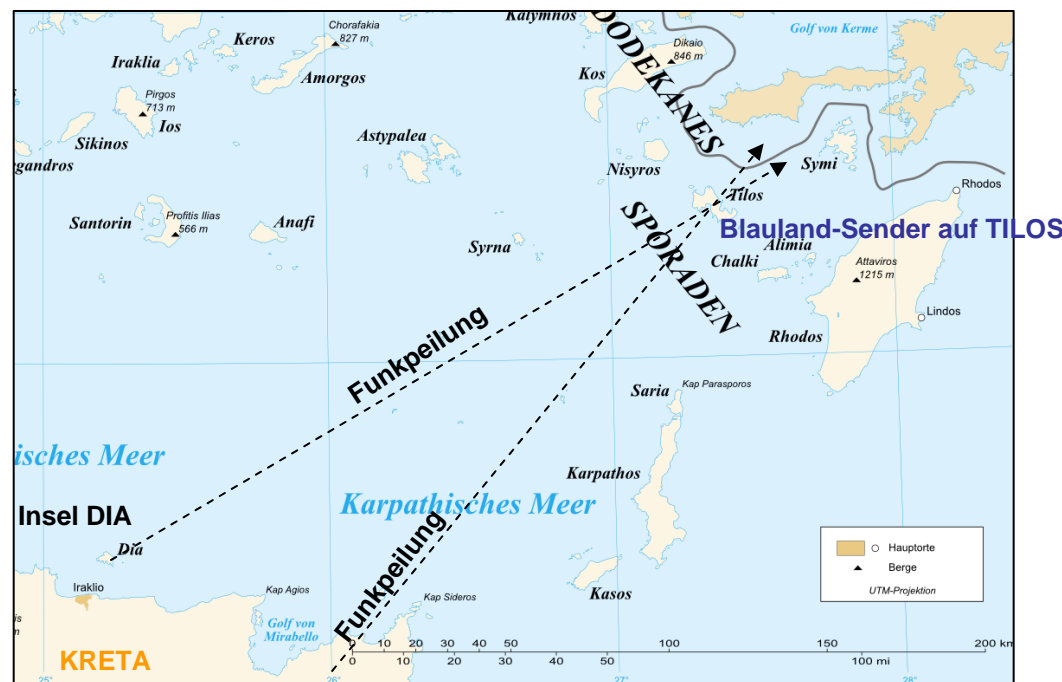 Chorafakia
827 m
Kalymnos
DODEKANES
Golf von Kerme
Keros
Iraklia
Amorgos
Dikaio
846 m
Kos
Pirgos
713 m
Ios
Sikinos
Astypalea
Nisyros
Symi
Rhodos
Tilos
Santorin
Profitis Ilias
566 m
Anafi
Syrna
SPORADEN
Blauland-Sender auf TILOS
Alimia
Chalki
Attaviros
1215 m
Lindos
Rhodos
Funkpeilung
Saria
Kap Parasporos
isches Meer
Karpathos
Karpathisches Meer
Insel DIA
Día
Funkpeilung
Hauptorte
Berge
UTM-Projektion
Iraklio
Kap Agios
Kap Sideros
Kasos
Golf von
Mirabello
KRETA
0 10 20 30 40 50 100 150 200 km
0 10 20 30 40 50 100 mi
25° 26° 27° 28°